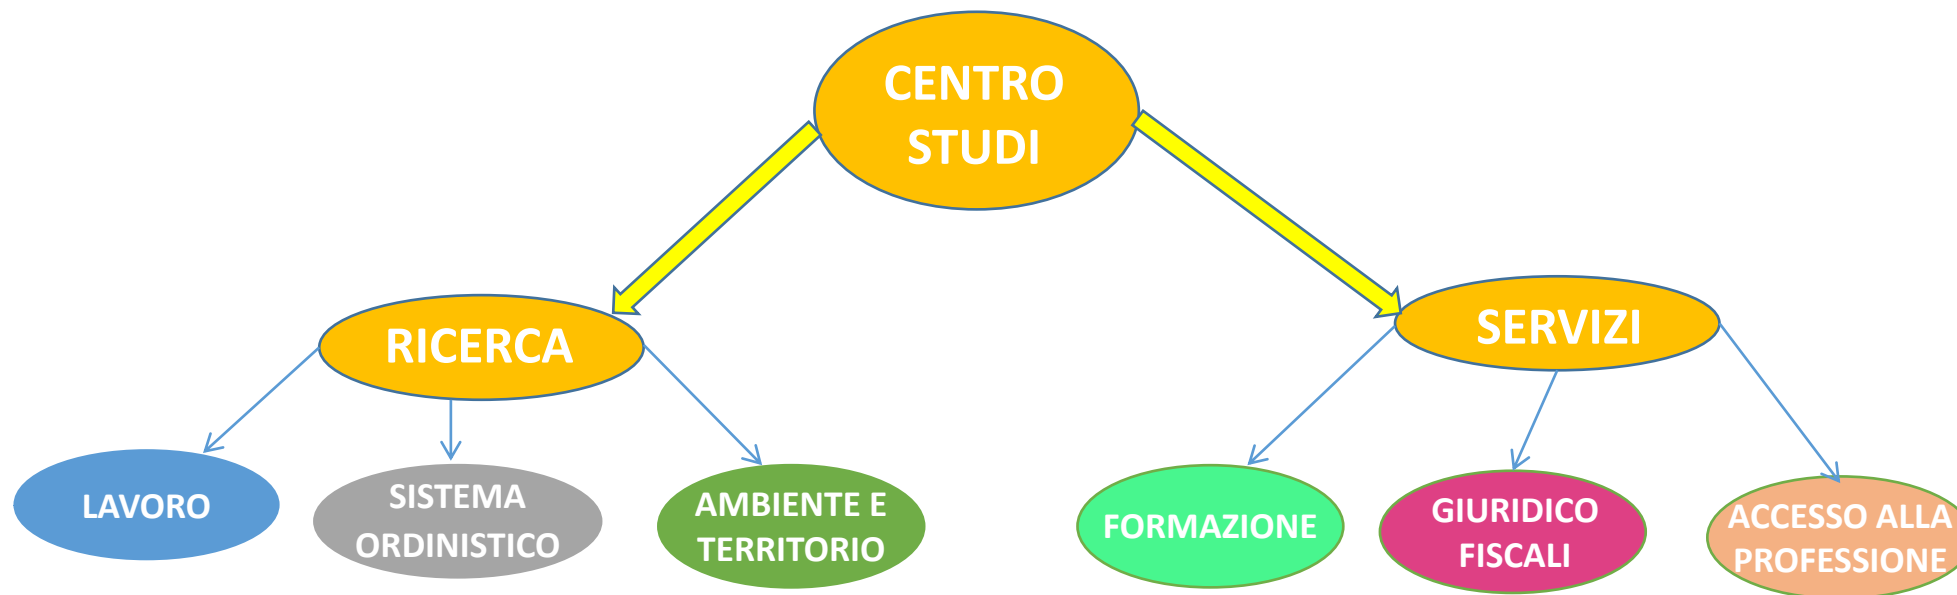 CENTRO
STUDI
RICERCA
SERVIZI
LAVORO
SISTEMA
ORDINISTICO
AMBIENTE E
TERRITORIO
FORMAZIONE
GIURIDICO
FISCALI
ACCESSO ALLA
PROFESSIONE